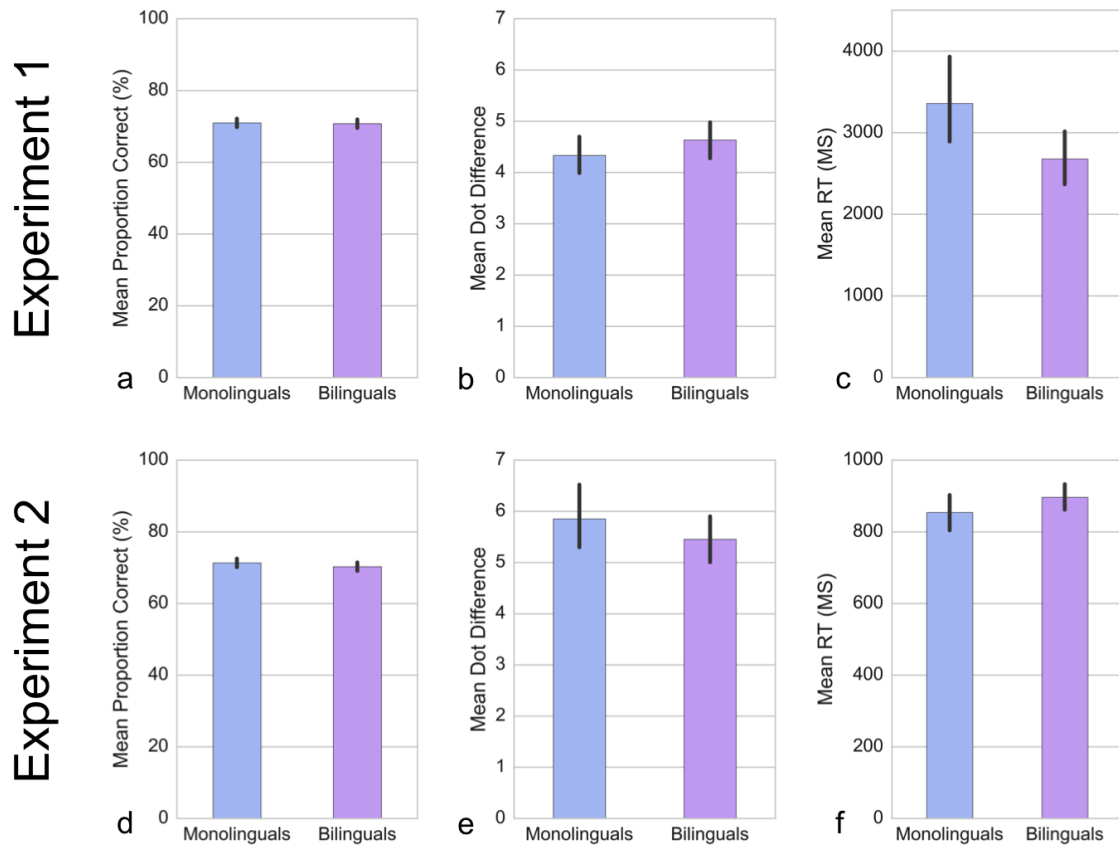 Experiment 1
Mean Proportion Correct (%)
100
80
60
40
20
0
a
Monolinguals
Bilinguals
Mean Dot Difference
7
6
5
4
3
2
1
0
b
Monolinguals
Bilinguals
Mean RT (MS)
4000
3000
2000
1000
0
c
Monolinguals
Bilinguals
Experiment 2
Mean Proportion Correct (%)
100
80
60
40
20
0
d
Monolinguals
Bilinguals
Mean Dot Difference
7
6
5
4
3
2
1
0
e
Monolinguals
Bilinguals
Mean RT (MS)
1000
800
600
400
200
0
f
Monolinguals
Bilinguals